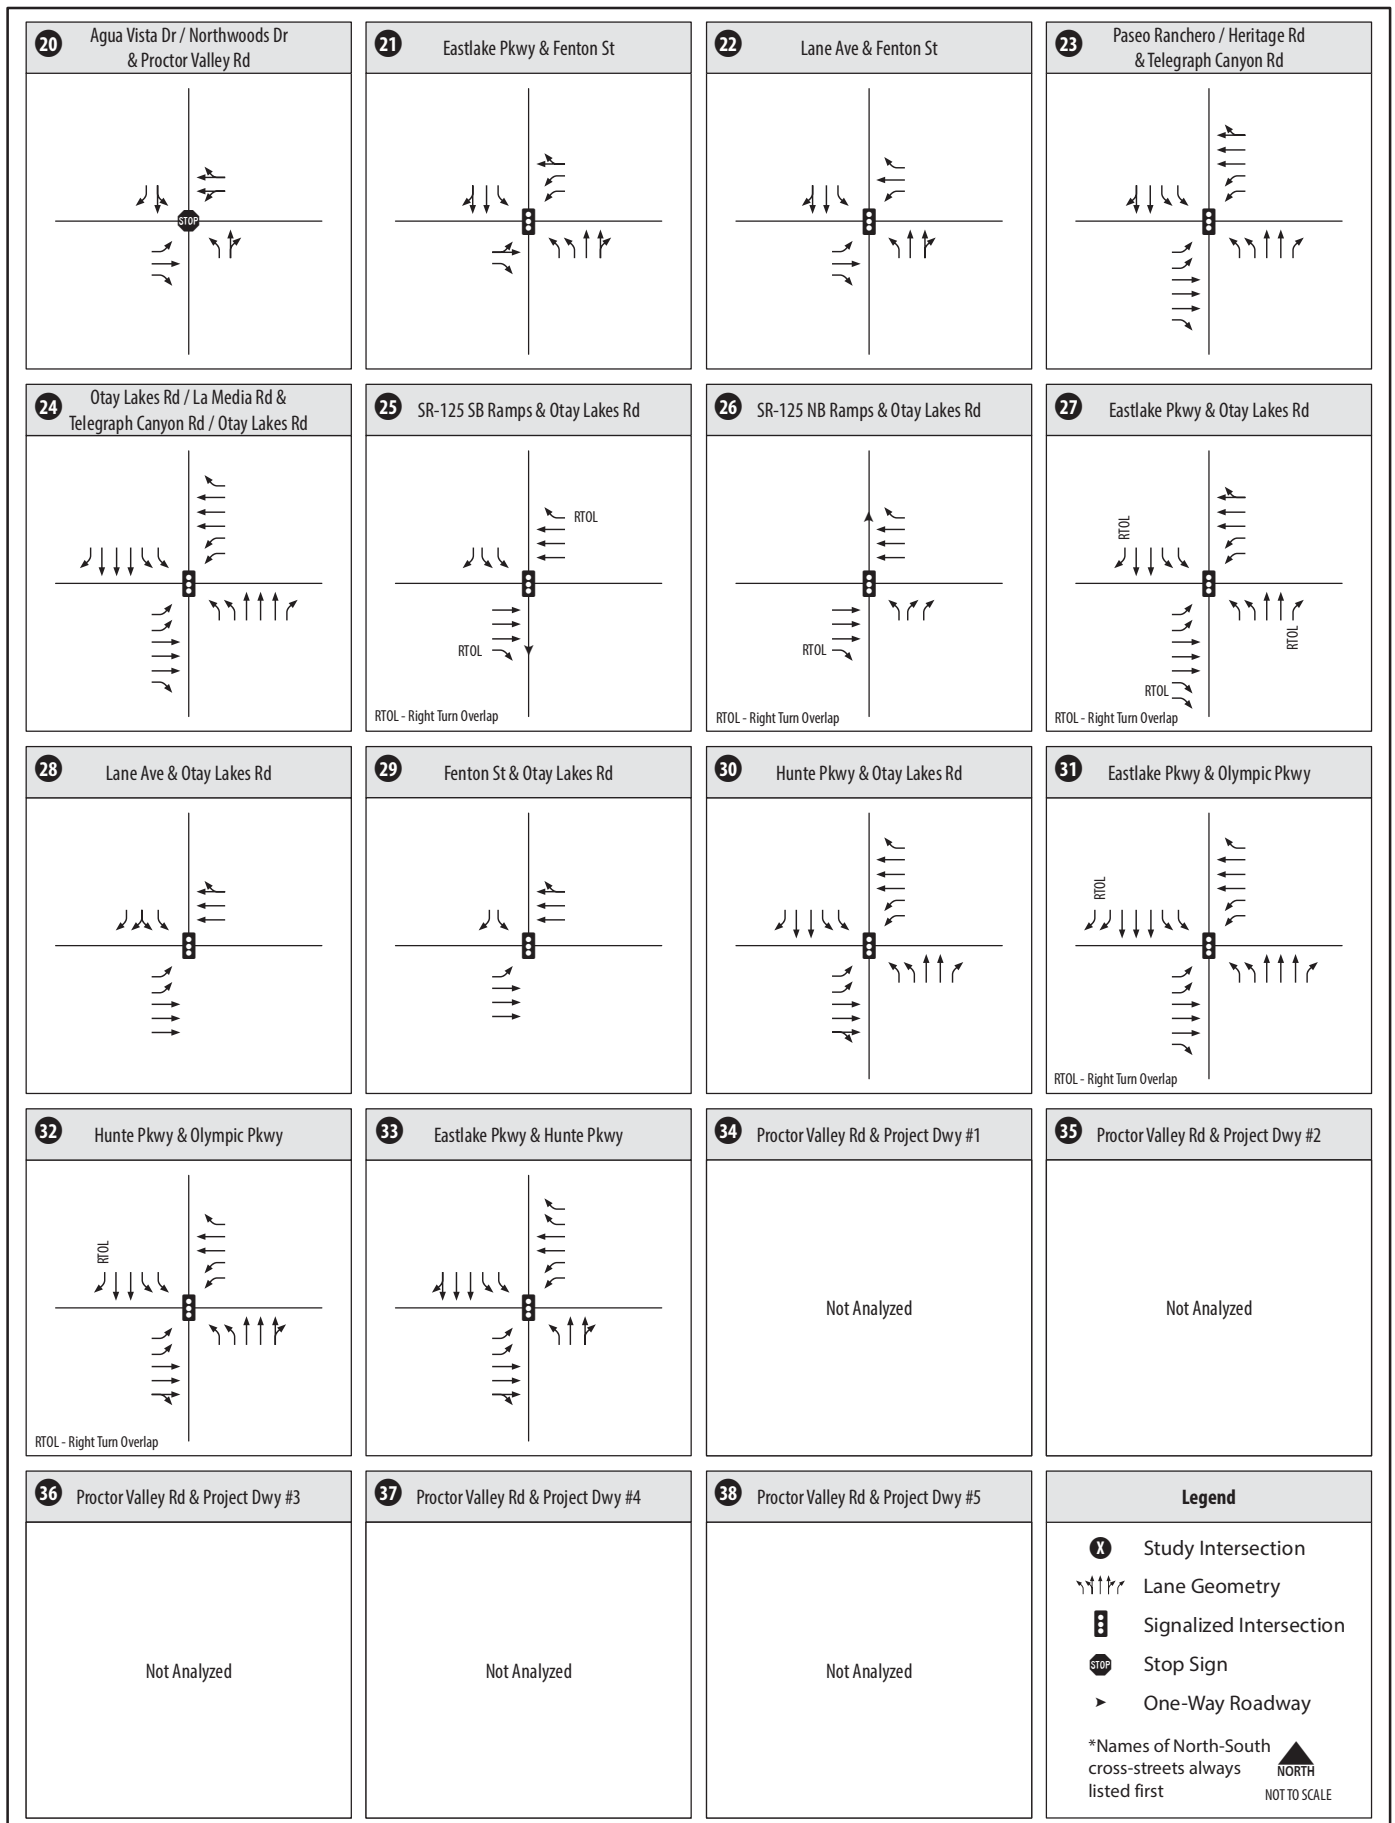 20
Agua Vista Dr / Northwoods Dr
& Proctor Valley Rd
STOP
21
Eastlake Pkwy & Fenton St
22
Lane Ave & Fenton St
23
Paseo Ranchero / Heritage Rd
& Telegraph Canyon Rd
24
Otay Lakes Rd / La Media Rd &
Telegraph Canyon Rd / Otay Lakes Rd
25
SR-125 SB Ramps & Otay Lakes Rd
RTOL
RTOL
RTOL - Right Turn Overlap
26
SR-125 NB Ramps & Otay Lakes Rd
RTOL
RTOL - Right Turn Overlap
27
Eastlake Pkwy & Otay Lakes Rd
RTOL
RTOL
RTOL
RTOL - Right Turn Overlap
28
Lane Ave & Otay Lakes Rd
29
Fenton St & Otay Lakes Rd
30
Hunte Pkwy & Otay Lakes Rd
31
Eastlake Pkwy & Olympic Pkwy
RTOL
RTOL - Right Turn Overlap
32
Hunte Pkwy & Olympic Pkwy
RTOL
RTOL - Right Turn Overlap
33
Eastlake Pkwy & Hunte Pkwy
34
Proctor Valley Rd & Project Dwy #1
Not Analyzed
35
Proctor Valley Rd & Project Dwy #2
Not Analyzed
36
Proctor Valley Rd & Project Dwy #3
Not Analyzed
37
Proctor Valley Rd & Project Dwy #4
Not Analyzed
38
Proctor Valley Rd & Project Dwy #5
Not Analyzed
Legend
X Study Intersection
Lane Geometry
Signalized Intersection
STOP Stop Sign
One-Way Roadway
*Names of North-South
cross-streets always
listed first
NORTH
NOT TO SCALE